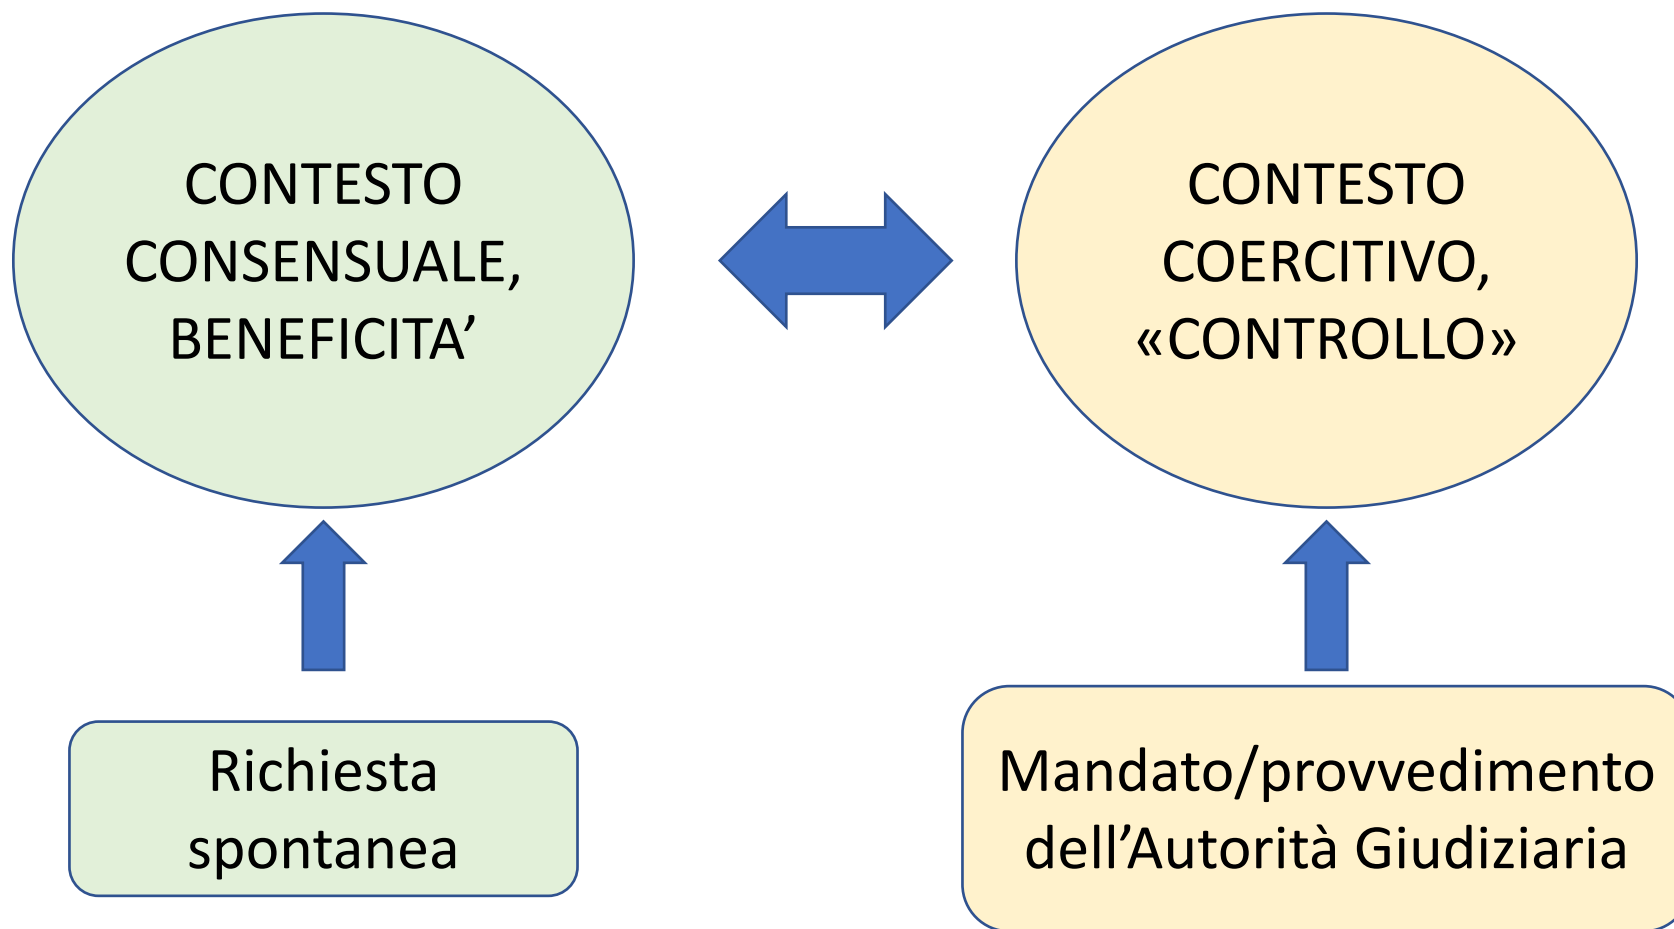 CONTESTO
CONSENSUALE,
BENEFICITA’
CONTESTO
COERCITIVO,
«CONTROLLO»
Richiesta
spontanea
Mandato/provvedimento
dell’Autorità Giudiziaria